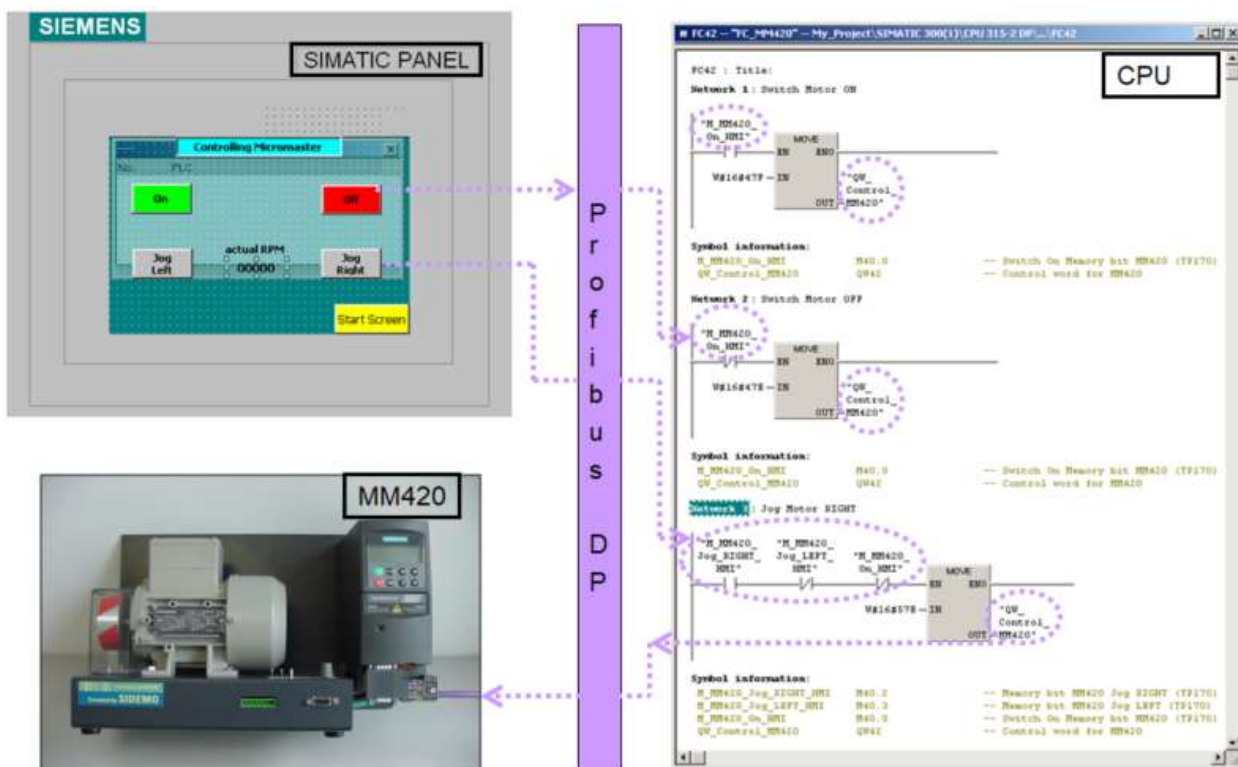 SIEMENS
SIMATIC PANEL
Controlling Micromaster
No. PLC
On
Off
Jog
Left
actual RPM
00000
Jog
Right
Start Screen
MM420
SIEMENS
SIDEMO
Profibus DP
FC42 -- "FC_MM420" -- My_Project\SIMATIC 300(1)\CPU 315-2 DP\...\FC42
CPU
FC42 : Title:
Network 1: Switch Motor ON
"M_MM420_
On_HMI"
MOVE
EN ENO
W#16#47F IN
OUT
"QW_
Control_
MM420"
Symbol information:
M_MM420_On_HMI M40.0 -- Switch On Memory bit MM420 (TP170)
QW_Control_MM420 QW42 -- Control word for MM420
Network 2: Switch Motor OFF
"M_MM420_
On_HMI"
MOVE
EN ENO
W#16#47E IN
OUT
"QW_
Control_
MM420"
Symbol information:
M_MM420_On_HMI M40.0 -- Switch On Memory bit MM420 (TP170)
QW_Control_MM420 QW42 -- Control word for MM420
Network 3: Jog Motor RIGHT
"M_MM420_
Jog_RIGHT_
HMI"
"M_MM420_
Jog_LEFT_
HMI"
"M_MM420_
On_HMI"
MOVE
EN ENO
W#16#57E IN
OUT
"QW_
Control_
MM420"
Symbol information:
M_MM420_Jog_RIGHT_HMI M40.2 -- Memory bit MM420 Jog RIGHT (TP170)
M_MM420_Jog_LEFT_HMI M40.3 -- Memory bit MM420 Jog LEFT (TP170)
M_MM420_On_HMI M40.0 -- Switch On Memory bit MM420 (TP170)
QW_Control_MM420 QW42 -- Control word for MM420